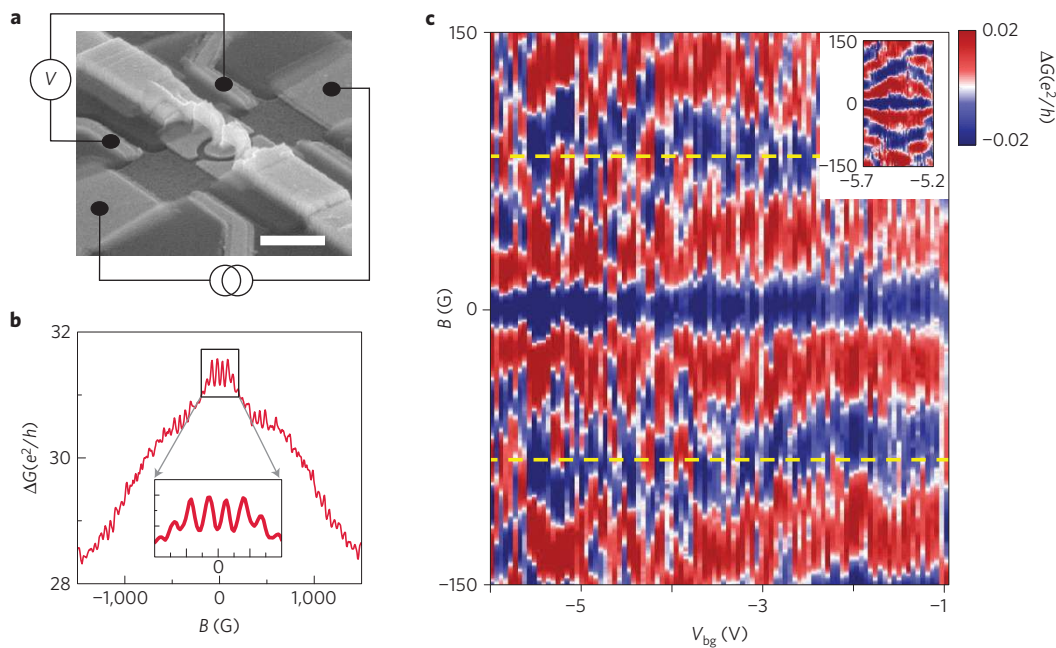 a
V
b
32
30
28
ΔG(e²/h)
0
−1,000
0
1,000
B (G)
c
150
0
−150
B (G)
−5
−3
−1
V_bg (V)
150
0
−150
−5.7
−5.2
0.02
−0.02
ΔG(e²/h)